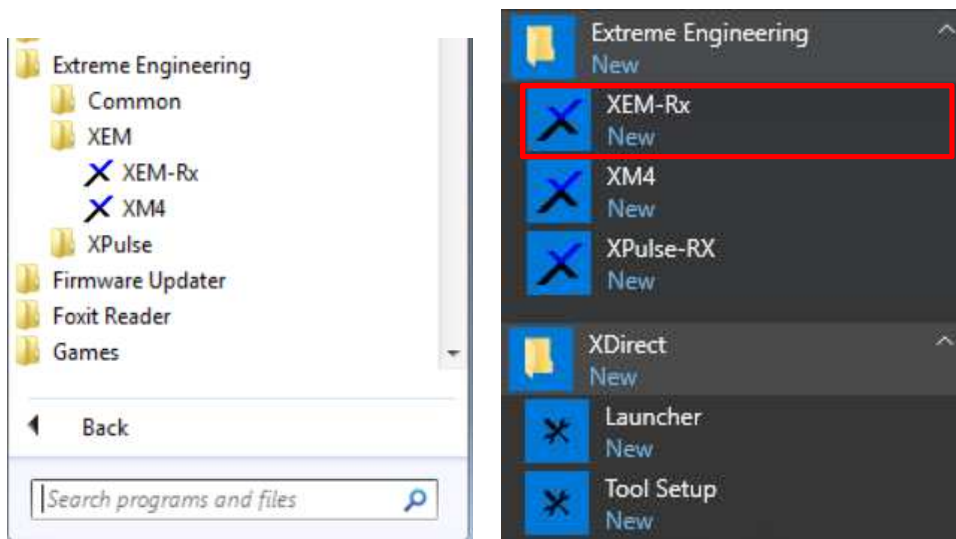 Extreme Engineering
Common
XEM
XEM-Rx
XM4
XPulse
Firmware Updater
Foxit Reader
Games
Back
Search programs and files
Extreme Engineering
New
XEM-Rx
New
XM4
New
XPulse-RX
New
XDirect
New
Launcher
New
Tool Setup
New